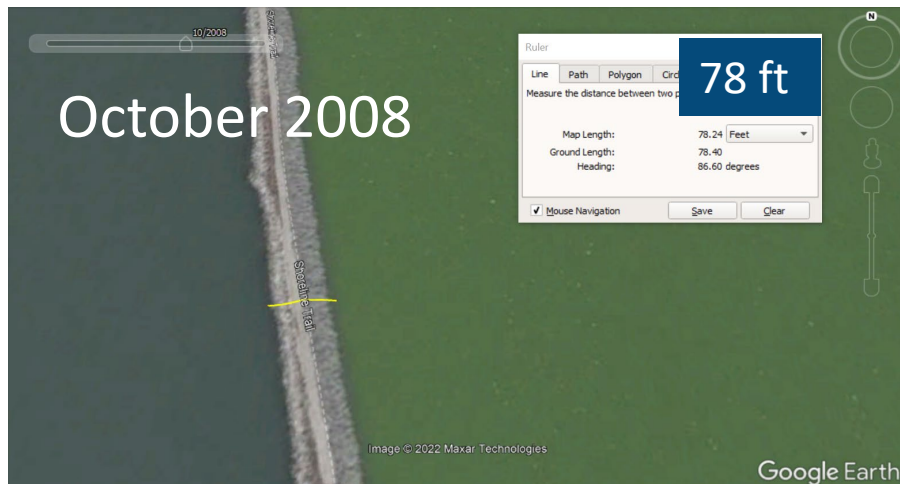 10/2008
October 2008
Ruler
Line Path Polygon
Measure the distance between two
78 ft
Map Length: 78.24 Feet
Ground Length: 78.40
Heading: 86.60 degrees
Mouse Navigation Save Clear
N
Shoreline Trail
Image © 2022 Maxar Technologies
Google Earth